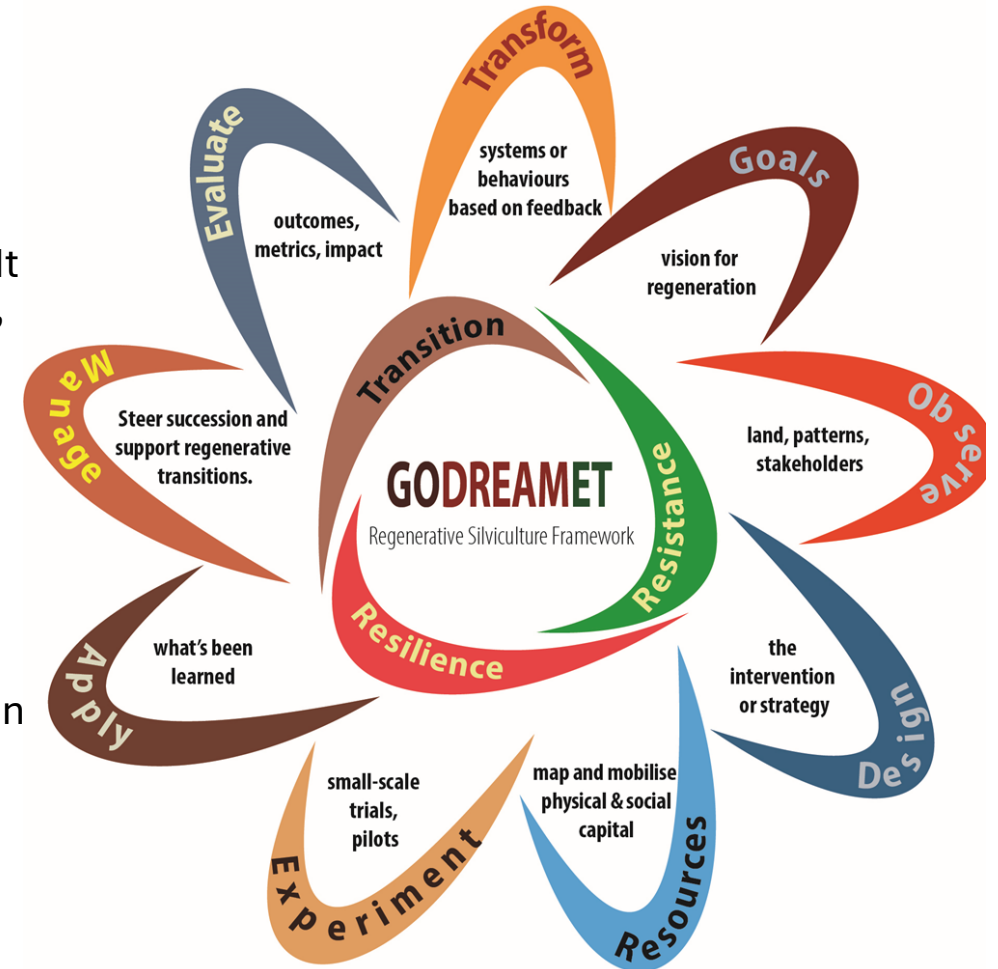 lt
,
n
Transform
systems or
behaviours
based on feedback
Goals
vision for
regeneration
Observe
land, patterns,
stakeholders
Design
the
intervention
or strategy
Resources
map and mobilise
physical & social
capital
Experiment
small-scale
trials,
pilots
Apply
what's been
learned
Manage
Steer succession and
support regenerative
transitions.
Evaluate
outcomes,
metrics, impact
Transition
Resistance
Resilience
GODREAMET
Regenerative Silviculture Framework